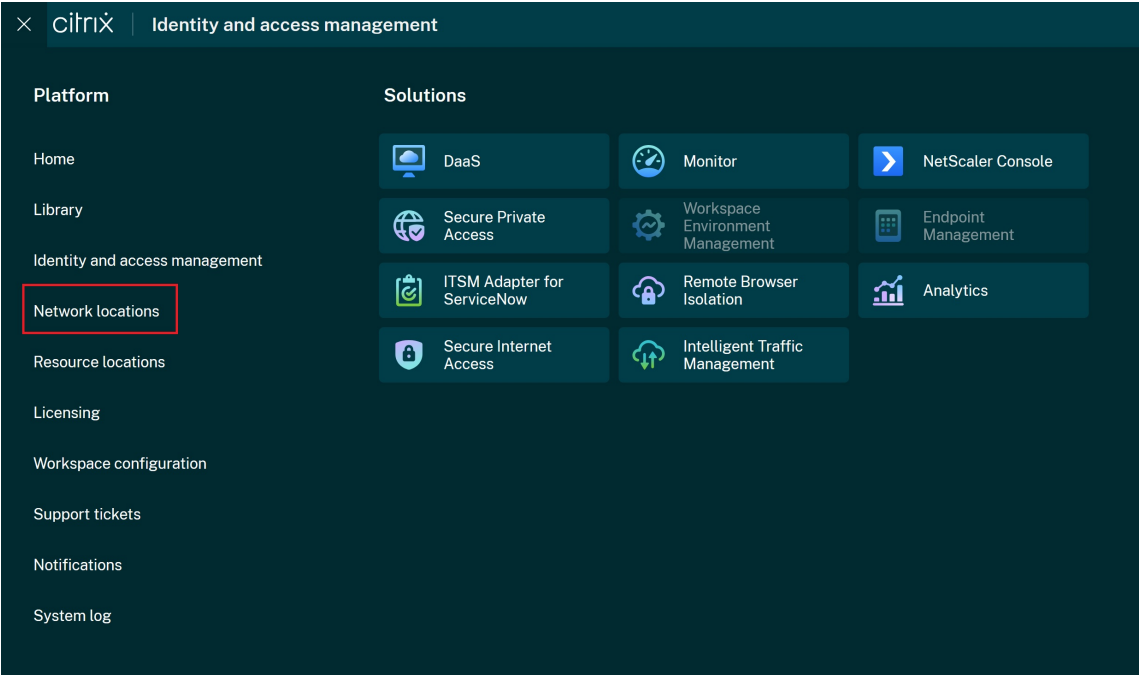 citrix
Identity and access management
Platform
Home
Library
Identity and access management
Network locations
Resource locations
Licensing
Workspace configuration
Support tickets
Notifications
System log
Solutions
DaaS
Monitor
NetScaler Console
Secure Private
Access
Workspace
Environment
Management
Endpoint
Management
ITSM Adapter for
ServiceNow
Remote Browser
Isolation
Analytics
Secure Internet
Access
Intelligent Traffic
Management